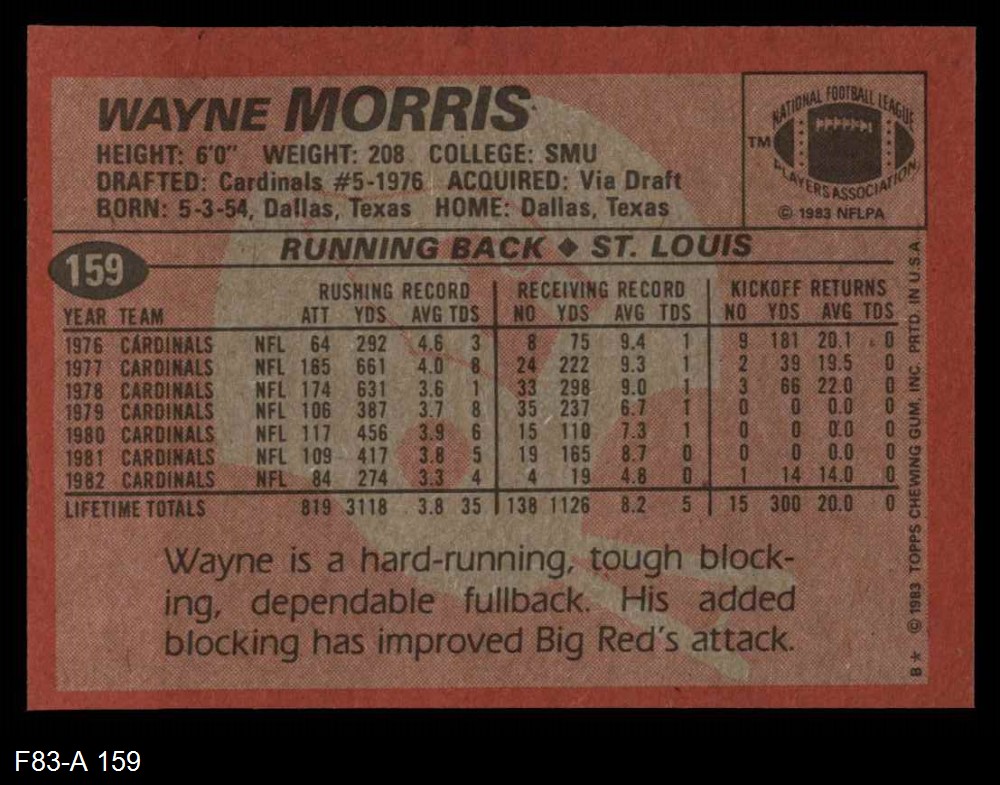 WAYNE MORRIS
HEIGHT: 6'0" WEIGHT: 208 COLLEGE: SMU
DRAFTED: Cardinals #5-1976 ACQUIRED: Via Draft
BORN: 5-3-54, Dallas, Texas HOME: Dallas, Texas
NATIONAL FOOTBALL LEAGUE
TM
PLAYERS ASSOCIATION
© 1983 NFLPA
159
RUNNING BACK ♦ ST. LOUIS
RUSHING RECORD RECEIVING RECORD KICKOFF RETURNS
YEAR TEAM ATT YDS AVG TDS NO YDS AVG TDS NO YDS AVG TDS
1976 CARDINALS NFL 64 292 4.6 3 8 75 9.4 1 9 181 20.1 0
1977 CARDINALS NFL 165 661 4.0 8 24 222 9.3 1 2 39 19.5 0
1978 CARDINALS NFL 174 631 3.6 1 33 298 9.0 1 3 66 22.0 0
1979 CARDINALS NFL 106 387 3.7 8 35 237 6.7 1 0 0 0.0 0
1980 CARDINALS NFL 117 456 3.9 6 15 110 7.3 1 0 0 0.0 0
1981 CARDINALS NFL 109 417 3.8 5 19 165 8.7 0 0 0 0.0 0
1982 CARDINALS NFL 84 274 3.3 4 4 19 4.8 0 1 14 14.0 0
LIFETIME TOTALS 819 3118 3.8 35 138 1126 8.2 5 15 300 20.0 0
Wayne is a hard-running, tough block-
ing, dependable fullback. His added
blocking has improved Big Red's attack.
B* © 1983 TOPPS CHEWING GUM, INC. PRTD. IN U.S.A.
F83-A 159